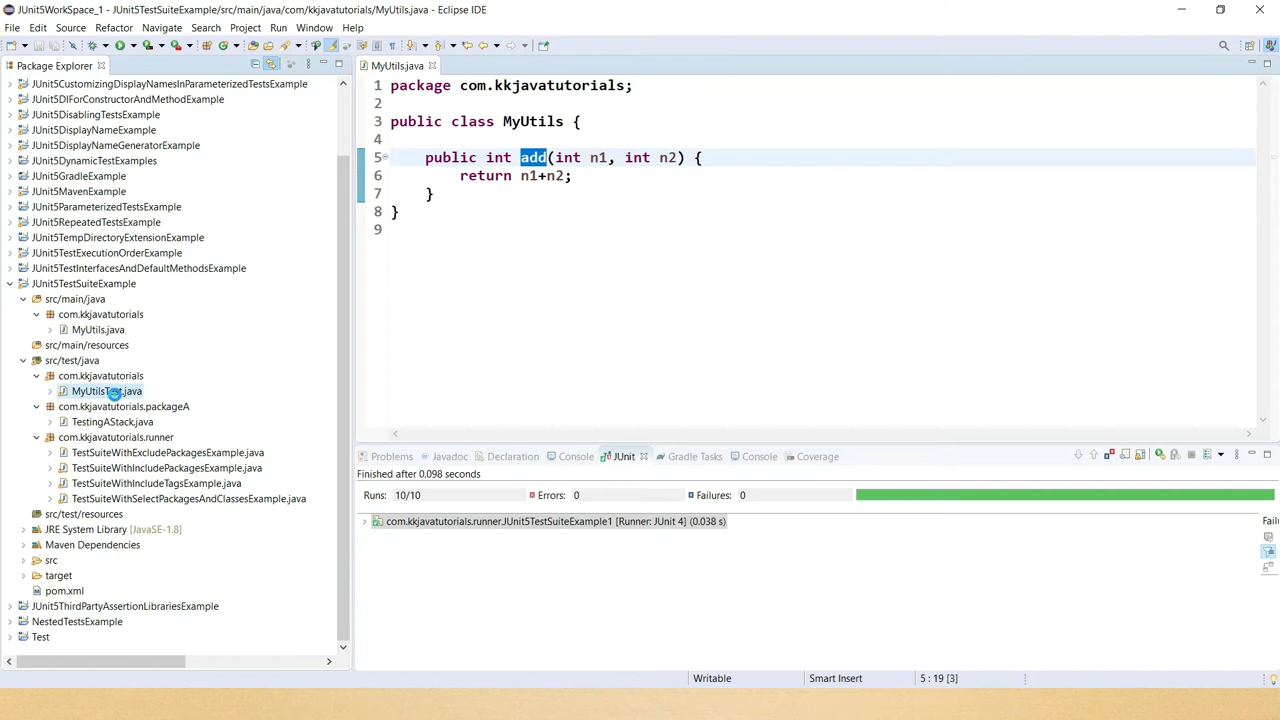 JUnit5WorkSpace_1 - JUnit5TestSuiteExample/src/main/java/com/kkjavatutorials/MyUtils.java - Eclipse IDE
File Edit Source Refactor Navigate Search Project Run Window Help
Package Explorer
JUnit5CustomizingDisplayNamesInParameterizedTestsExample
JUnit5DIForConstructorAndMethodExample
JUnit5DisablingTestsExample
JUnit5DisplayNameExample
JUnit5DisplayNameGeneratorExample
JUnit5DynamicTestsExamples
JUnit5GradleExample
JUnit5MavenExample
JUnit5ParameterizedTestsExample
JUnit5RepeatedTestsExample
JUnit5TempDirectoryExtensionExample
JUnit5TestExecutionOrderExample
JUnit5TestInterfacesAndDefaultMethodsExample
JUnit5TestSuiteExample
src/main/java
com.kkjavatutorials
MyUtils.java
src/main/resources
src/test/java
com.kkjavatutorials
MyUtilsTest.java
com.kkjavatutorials.packageA
TestingAStack.java
com.kkjavatutorials.runner
TestSuiteWithExcludePackagesExample.java
TestSuiteWithIncludePackagesExample.java
TestSuiteWithIncludeTagsExample.java
TestSuiteWithSelectPackagesAndClassesExample.java
src/test/resources
JRE System Library [JavaSE-1.8]
Maven Dependencies
src
target
pom.xml
JUnit5ThirdPartyAssertionLibrariesExample
NestedTestsExample
Test
MyUtils.java
1 package com.kkjavatutorials;
2
3 public class MyUtils {
4
5 public int add(int n1, int n2) {
6 return n1+n2;
7 }
8 }
9
Problems Javadoc Declaration Console JUnit Gradle Tasks Console Coverage
Finished after 0.098 seconds
Runs: 10/10 Errors: 0 Failures: 0
com.kkjavatutorials.runner.JUnit5TestSuiteExample1 [Runner: JUnit 4] (0.038 s)
Fail
Writable Smart Insert 5 : 19 [3]